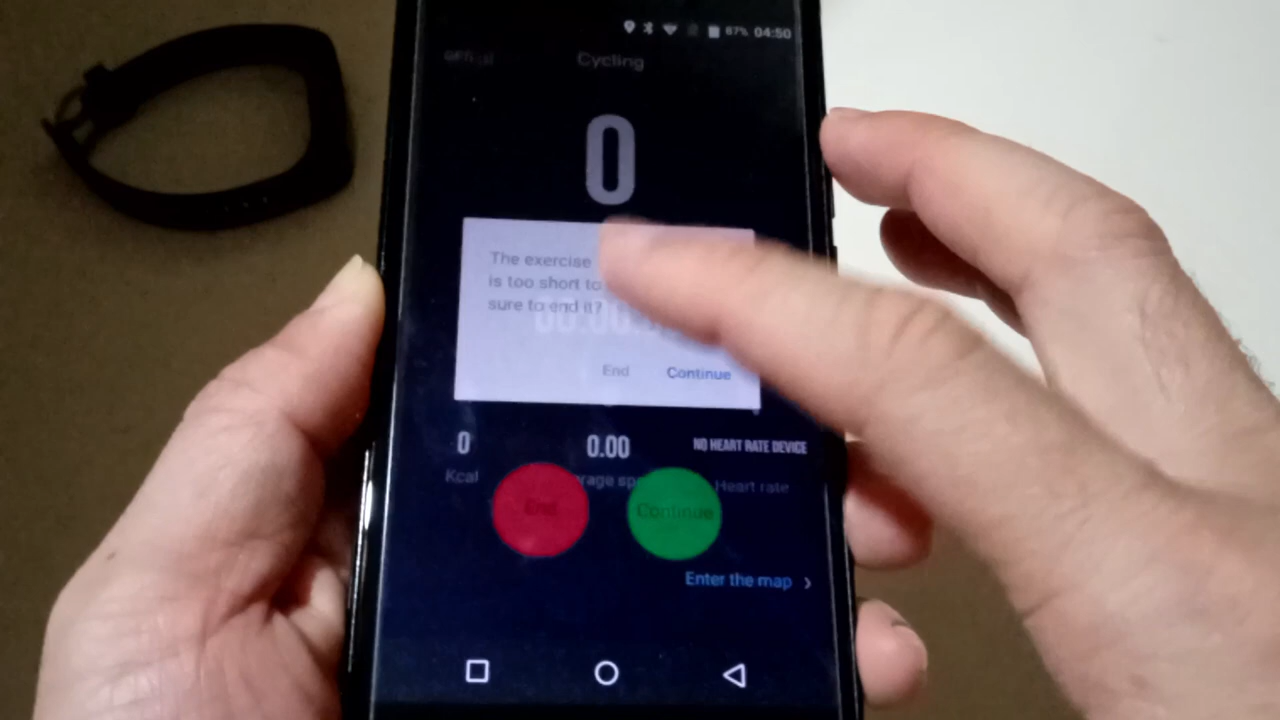 67% 04:50
Cycling
0
The exercise
is too short to
sure to end it?
End Continue
0 0.00 NO HEART RATE DEVICE
Kcal Heart rate
End Continue
Enter the map